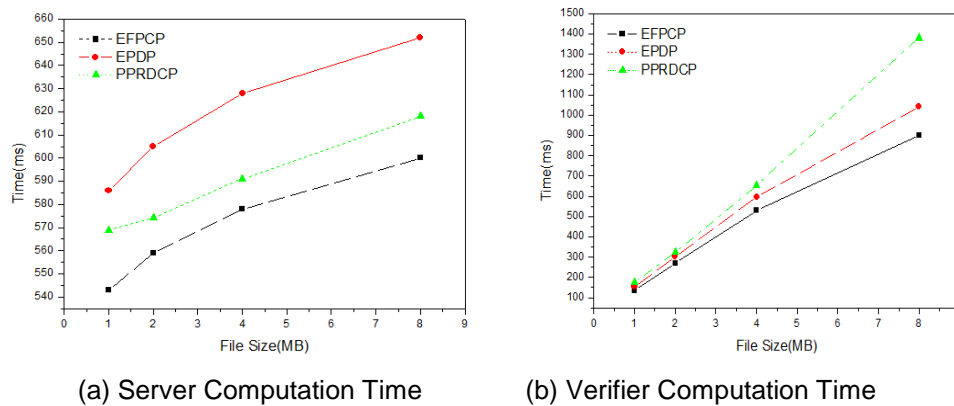 660
650
640
630
620
610
600
590
580
570
560
550
540
Time(ms)
EFPCP
EPDP
PPRDCP
0 1 2 3 4 5 6 7 8 9
File Size(MB)
(a) Server Computation Time
1500
1400
1300
1200
1100
1000
900
800
700
600
500
400
300
200
100
Time(ms)
EFPCP
EPDP
PPRDCP
0 1 2 3 4 5 6 7 8
File Size(MB)
(b) Verifier Computation Time